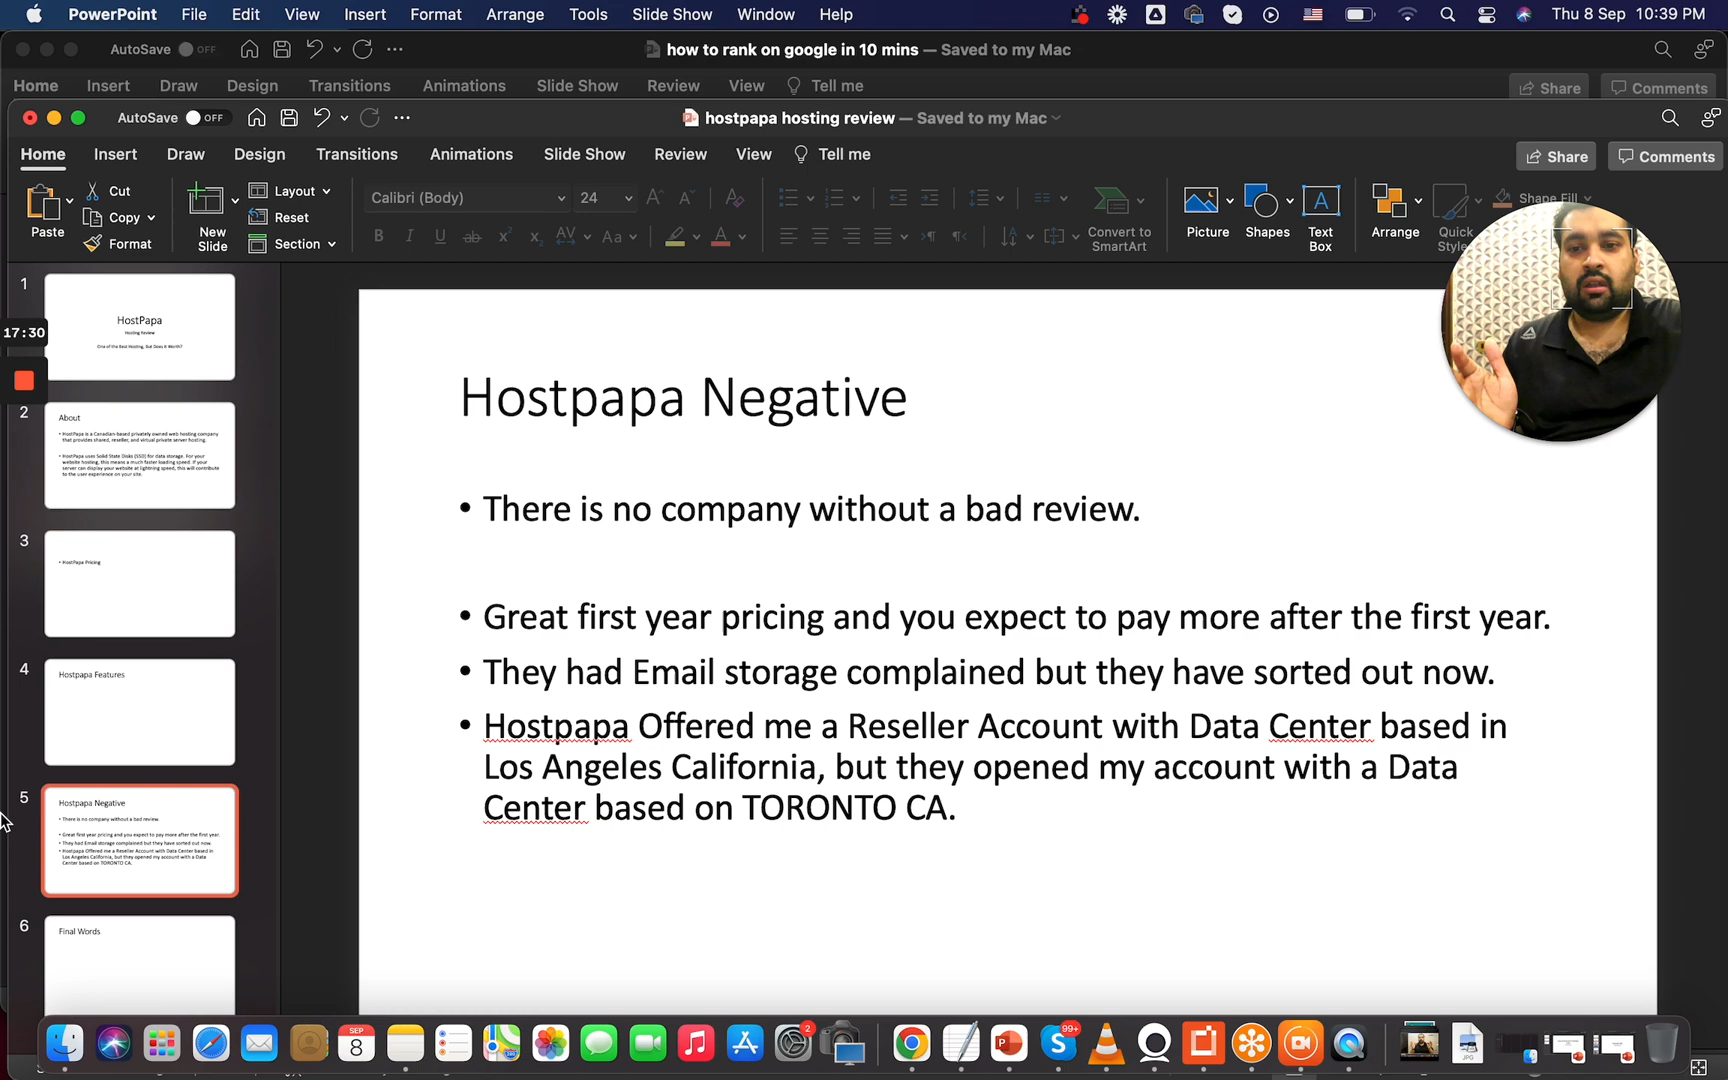 PowerPoint File Edit View Insert Format Arrange Tools Slide Show Window Help Thu 8 Sep 10:39 PM
AutoSave OFF how to rank on google in 10 mins — Saved to my Mac
Home Insert Draw Design Transitions Animations Slide Show Review View Tell me Share Comments
AutoSave OFF hostpapa hosting review — Saved to my Mac
Home Insert Draw Design Transitions Animations Slide Show Review View Tell me Share Comments
Paste
Cut
Copy
Format
New
Slide
Layout
Reset
Section
Calibri (Body) 24
Convert to
SmartArt
Picture
Shapes
Text
Box
Arrange
Quick
Shape Fill
1
HostPapa
Hosting Review
One of the Best Hosting, But Does it Worth?
17:30
2
About
• HostPapa is a Canadian-based privately owned web hosting company
that provides shared, reseller, and virtual private server hosting.
• HostPapa uses Solid State Disks (SSD) for data storage. For your
website hosting, this means a much faster loading speed. If your
server can display your website at lightning speed, this will contribute
to the user experience on your site.
3
• HostPapa Pricing
4
Hostpapa Features
5
Hostpapa Negative
• There is no company without a bad review.
• Great first year pricing and you expect to pay more after the first year.
• They had Email storage complained but they have sorted out now.
• Hostpapa Offered me a Reseller Account with Data Center based in
Los Angeles California, but they opened my account with a Data
Center based on TORONTO CA.
6
Final Words
Hostpapa Negative
• There is no company without a bad review.
• Great first year pricing and you expect to pay more after the first year.
• They had Email storage complained but they have sorted out now.
• Hostpapa Offered me a Reseller Account with Data Center based in
Los Angeles California, but they opened my account with a Data
Center based on TORONTO CA.
SEP
8
2
99+
JPG